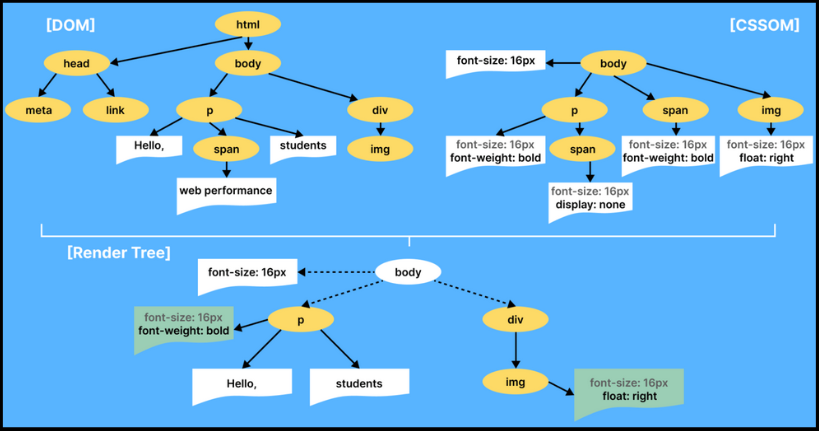 [DOM]
html
head
body
meta
link
p
div
Hello,
span
students
img
web performance
[CSSOM]
font-size: 16px
body
p
span
img
font-size: 16px
font-weight: bold
span
font-size: 16px
font-weight: bold
font-size: 16px
float: right
font-size: 16px
display: none
[Render Tree]
font-size: 16px
body
font-size: 16px
font-weight: bold
p
div
Hello,
students
img
font-size: 16px
float: right